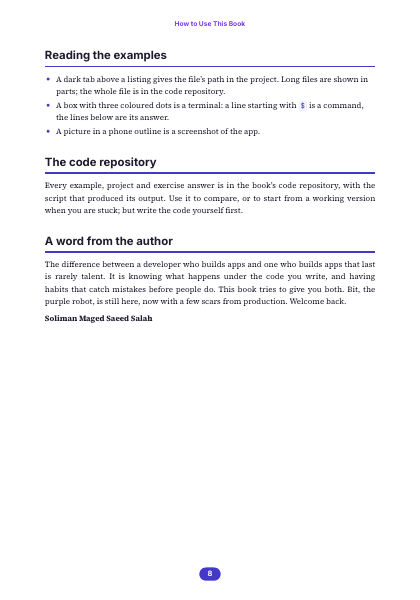 How to Use This Book
Reading the examples
• A dark tab above a listing gives the file's path in the project. Long files are shown in
parts; the whole file is in the code repository.
• A box with three coloured dots is a terminal: a line starting with $ is a command,
the lines below are its answer.
• A picture in a phone outline is a screenshot of the app.
The code repository
Every example, project and exercise answer is in the book's code repository, with the
script that produced its output. Use it to compare, or to start from a working version
when you are stuck; but write the code yourself first.
A word from the author
The difference between a developer who builds apps and one who builds apps that last
is rarely talent. It is knowing what happens under the code you write, and having
habits that catch mistakes before people do. This book tries to give you both. Bit, the
purple robot, is still here, now with a few scars from production. Welcome back.
Soliman Maged Saeed Salah
8